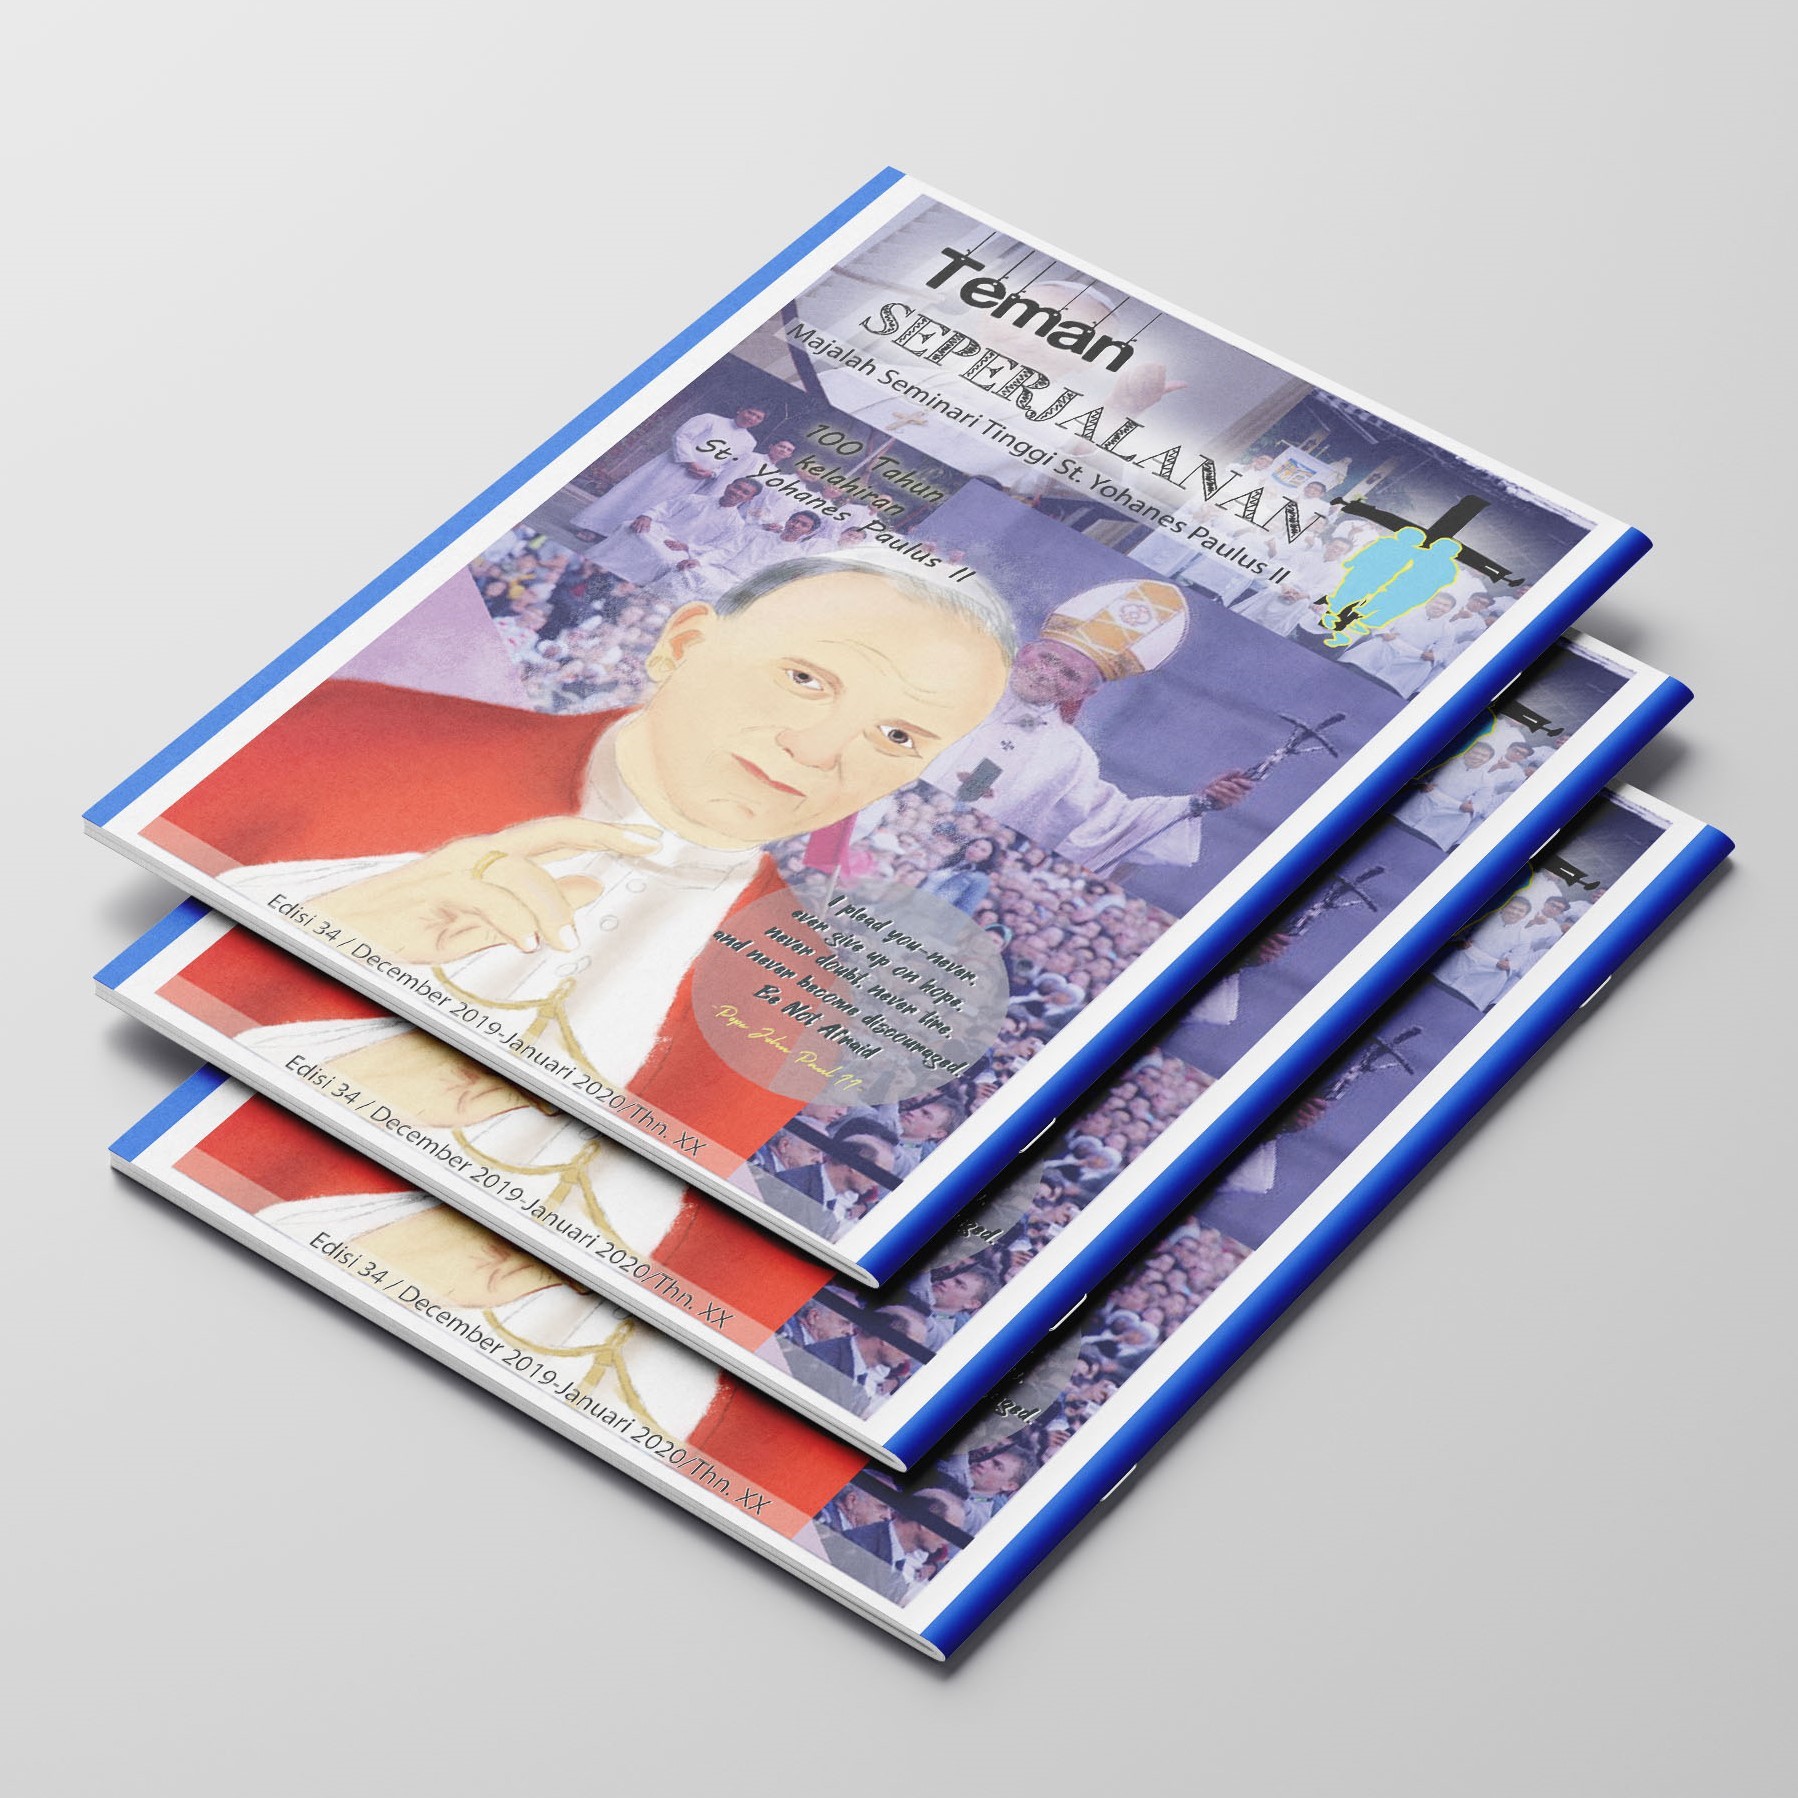 Teman
SEPERJALANAN
Majalah Seminari Tinggi St. Yohanes Paulus II
100 Tahun
kelahiran
St. Yohanes Paulus II
I plead you-never,
ever give up on hope,
never doubt, never tire,
and never become discouraged.
Be Not Afraid
-Pope John Paul II-
Edisi 34 / December 2019-Januari 2020/Thn. XX
Edisi 34 / December 2019-Januari 2020/Thn. XX
Edisi 34 / December 2019-Januari 2020/Thn. XX